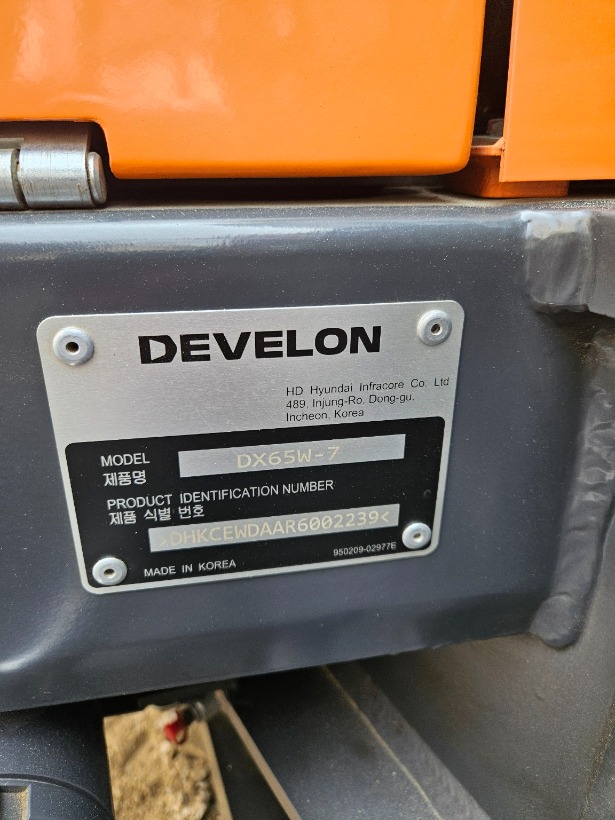 DEVELON
HD Hyundai Infracore Co. Ltd
489, Injung-Ro, Dong-gu.
Incheon, Korea
MODEL DX65W-7
제품명
PRODUCT IDENTIFICATION NUMBER
제품 식별 번호
>DHKCEWDAAR6002239<
MADE IN KOREA 950209-02977E